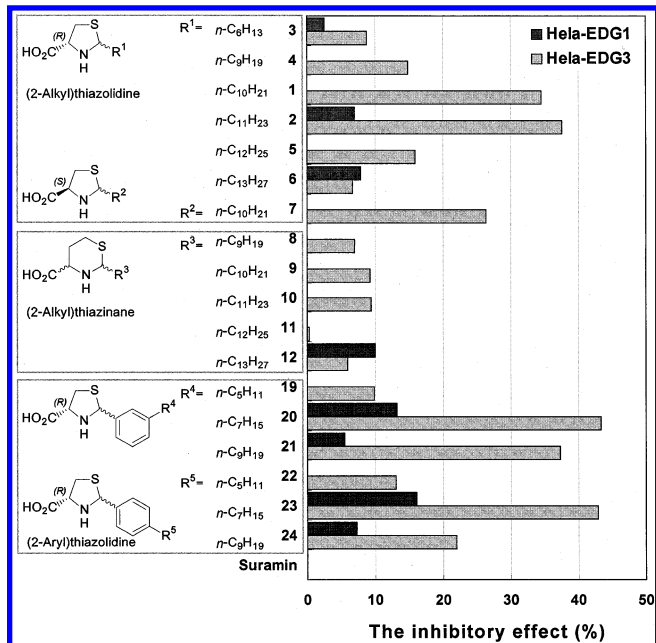 Hela-EDG1
Hela-EDG3
(R)
S
HO₂C
N
H
R¹
(2-Alkyl)thiazolidine
(S)
S
HO₂C
N
H
R²
R¹= n-C₆H₁₃ 3
n-C₉H₁₉ 4
n-C₁₀H₂₁ 1
n-C₁₁H₂₃ 2
n-C₁₂H₂₅ 5
n-C₁₃H₂₇ 6
R²= n-C₁₀H₂₁ 7
S
HO₂C
N
H
R³
(2-Alkyl)thiazinane
R³= n-C₉H₁₉ 8
n-C₁₀H₂₁ 9
n-C₁₁H₂₃ 10
n-C₁₂H₂₅ 11
n-C₁₃H₂₇ 12
(R)
S
HO₂C
NH
R⁴
R⁴= n-C₅H₁₁ 19
n-C₇H₁₅ 20
n-C₉H₁₉ 21
(R)
S
HO₂C
NH
R⁵
(2-Aryl)thiazolidine
R⁵= n-C₅H₁₁ 22
n-C₇H₁₅ 23
n-C₉H₁₉ 24
Suramin
0 10 20 30 40 50
The inhibitory effect (%)